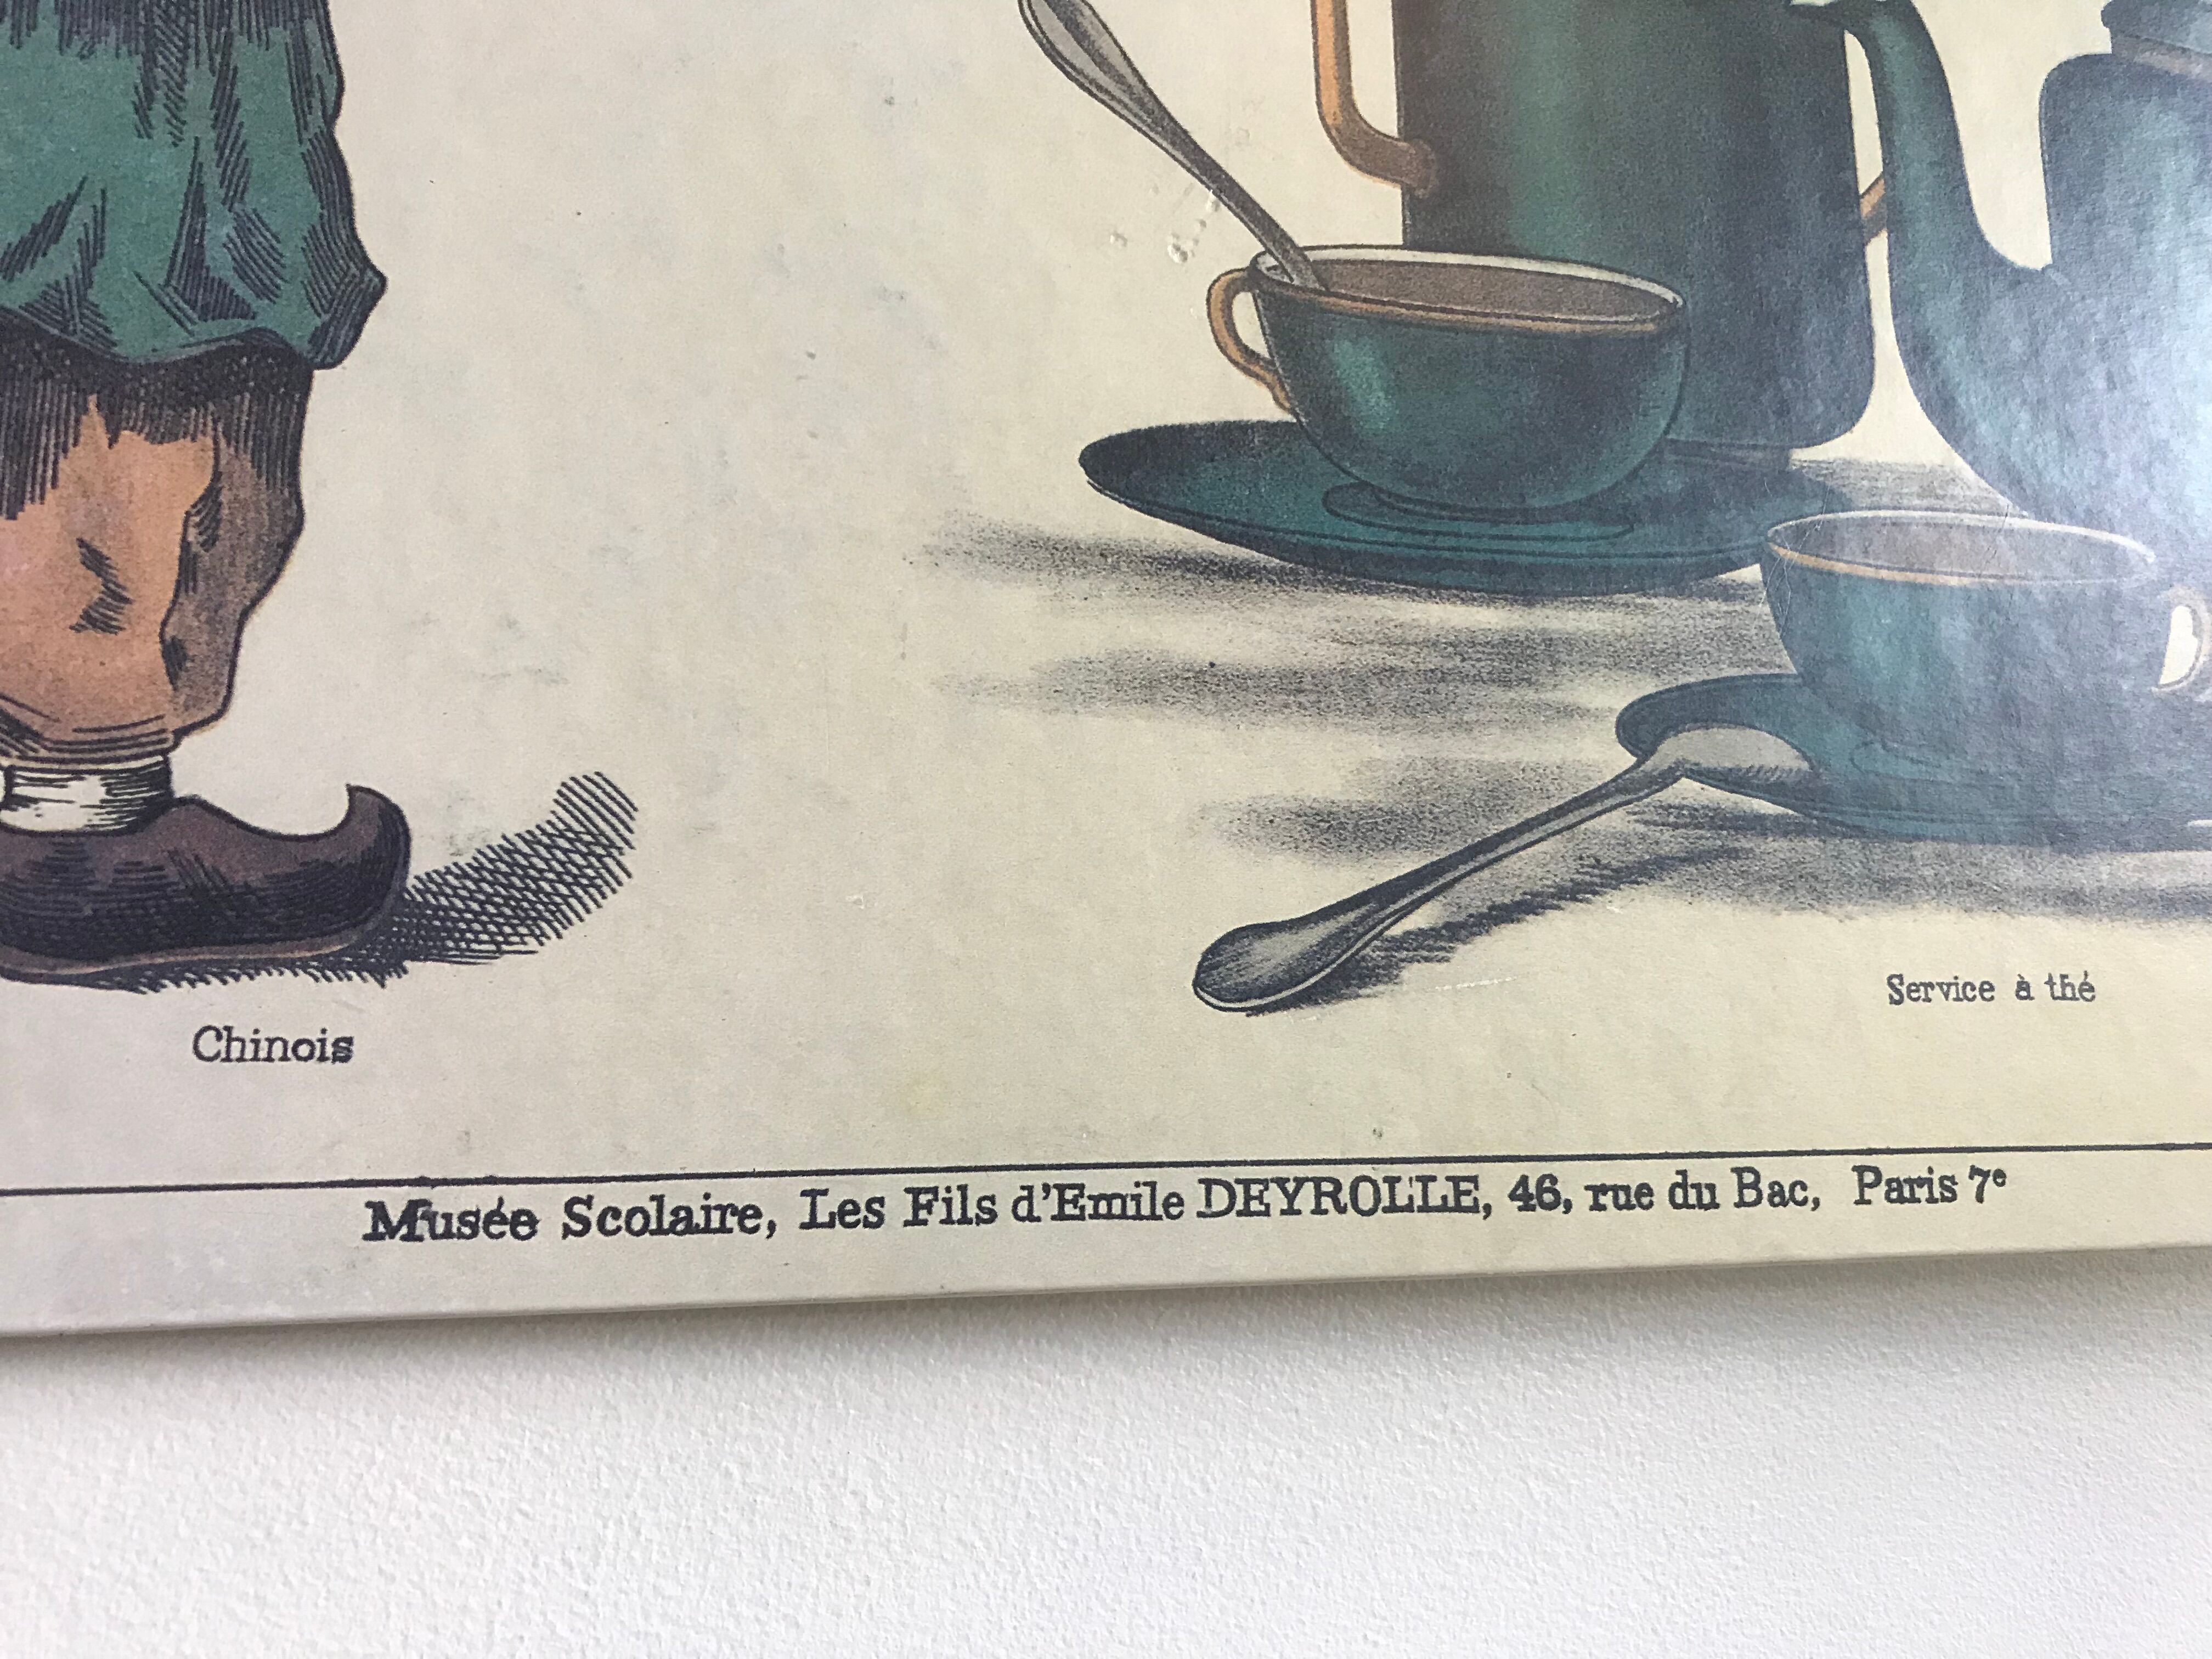 Service à thé
Chinois
Musée Scolaire, Les Fils d'Emile DEYROLLE, 46, rue du Bac, Paris 7e